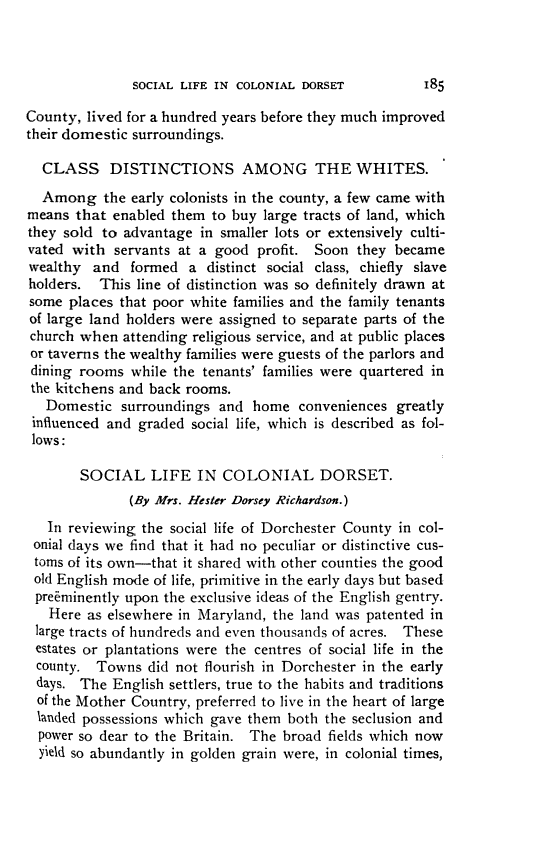 SOCIAL LIFE IN COLONIAL DORSET 185
County, lived for a hundred years before they much improved
their domestic surroundings.
CLASS DISTINCTIONS AMONG THE WHITES.
Among the early colonists in the county, a few came with
means that enabled them to buy large tracts of land, which
they sold to advantage in smaller lots or extensively culti-
vated with servants at a good profit. Soon they became
wealthy and formed a distinct social class, chiefly slave
holders. This line of distinction was so definitely drawn at
some places that poor white families and the family tenants
of large land holders were assigned to separate parts of the
church when attending religious service, and at public places
or taverns the wealthy families were guests of the parlors and
dining rooms while the tenants' families were quartered in
the kitchens and back rooms.
Domestic surroundings and home conveniences greatly
influenced and graded social life, which is described as fol-
lows:
SOCIAL LIFE IN COLONIAL DORSET.
(By Mrs. Hester Dorsey Richardson.)
In reviewing the social life of Dorchester County in col-
onial days we find that it had no peculiar or distinctive cus-
toms of its own—that it shared with other counties the good
old English mode of life, primitive in the early days but based
preëminently upon the exclusive ideas of the English gentry.
Here as elsewhere in Maryland, the land was patented in
large tracts of hundreds and even thousands of acres. These
estates or plantations were the centres of social life in the
county. Towns did not flourish in Dorchester in the early
days. The English settlers, true to the habits and traditions
of the Mother Country, preferred to live in the heart of large
landed possessions which gave them both the seclusion and
power so dear to the Britain. The broad fields which now
yield so abundantly in golden grain were, in colonial times,